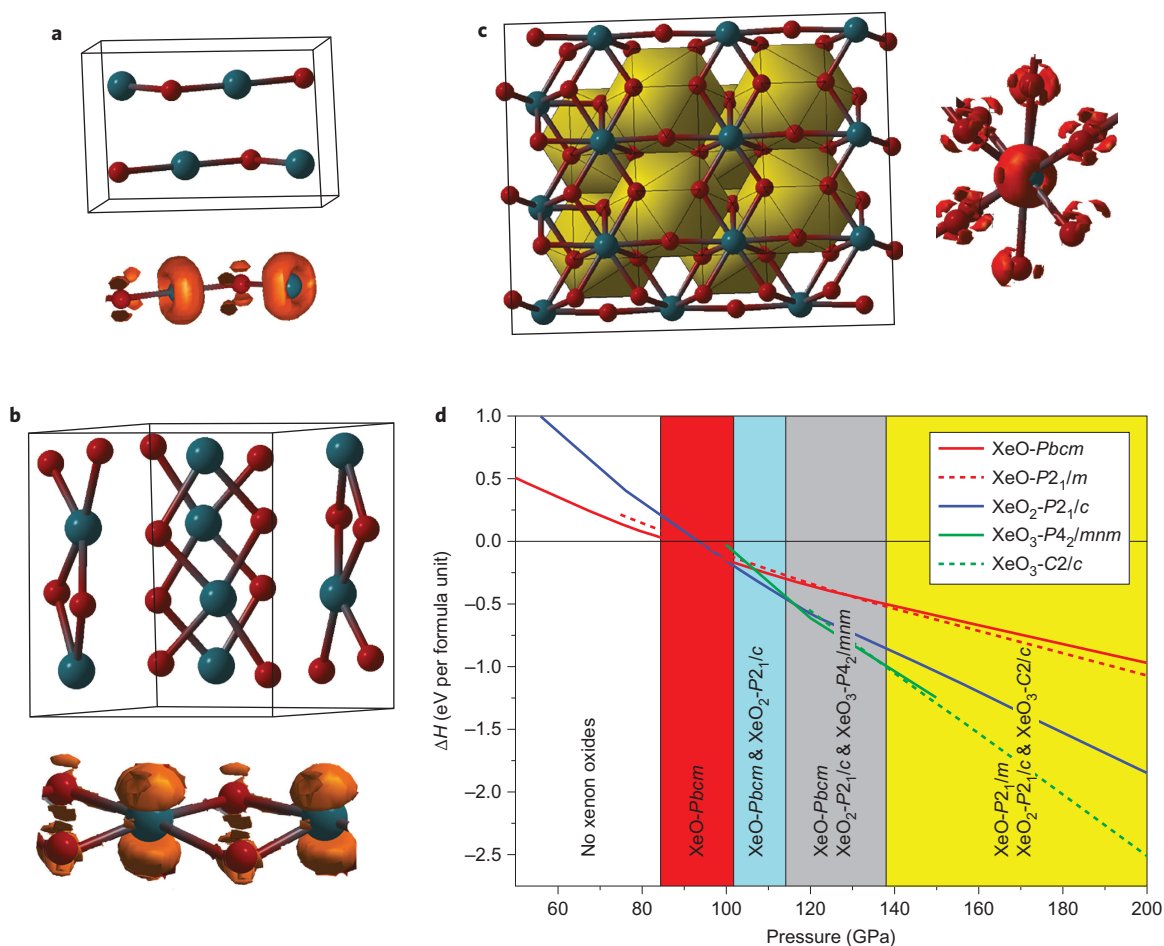 a
c
b
d
1.0
0.5
0.0
–0.5
–1.0
–1.5
–2.0
–2.5
ΔH (eV per formula unit)
XeO-Pbcm
XeO-P2₁/m
XeO₂-P2₁/c
XeO₃-P4₂/mnm
XeO₃-C2/c
No xenon oxides
XeO-Pbcm
XeO-Pbcm & XeO₂-P2₁/c
XeO-Pbcm
XeO₂-P2₁/c & XeO₃-P4₂/mnm
XeO-P2₁/m
XeO₂-P2₁/c & XeO₃-C2/c
60 80 100 120 140 160 180 200
Pressure (GPa)